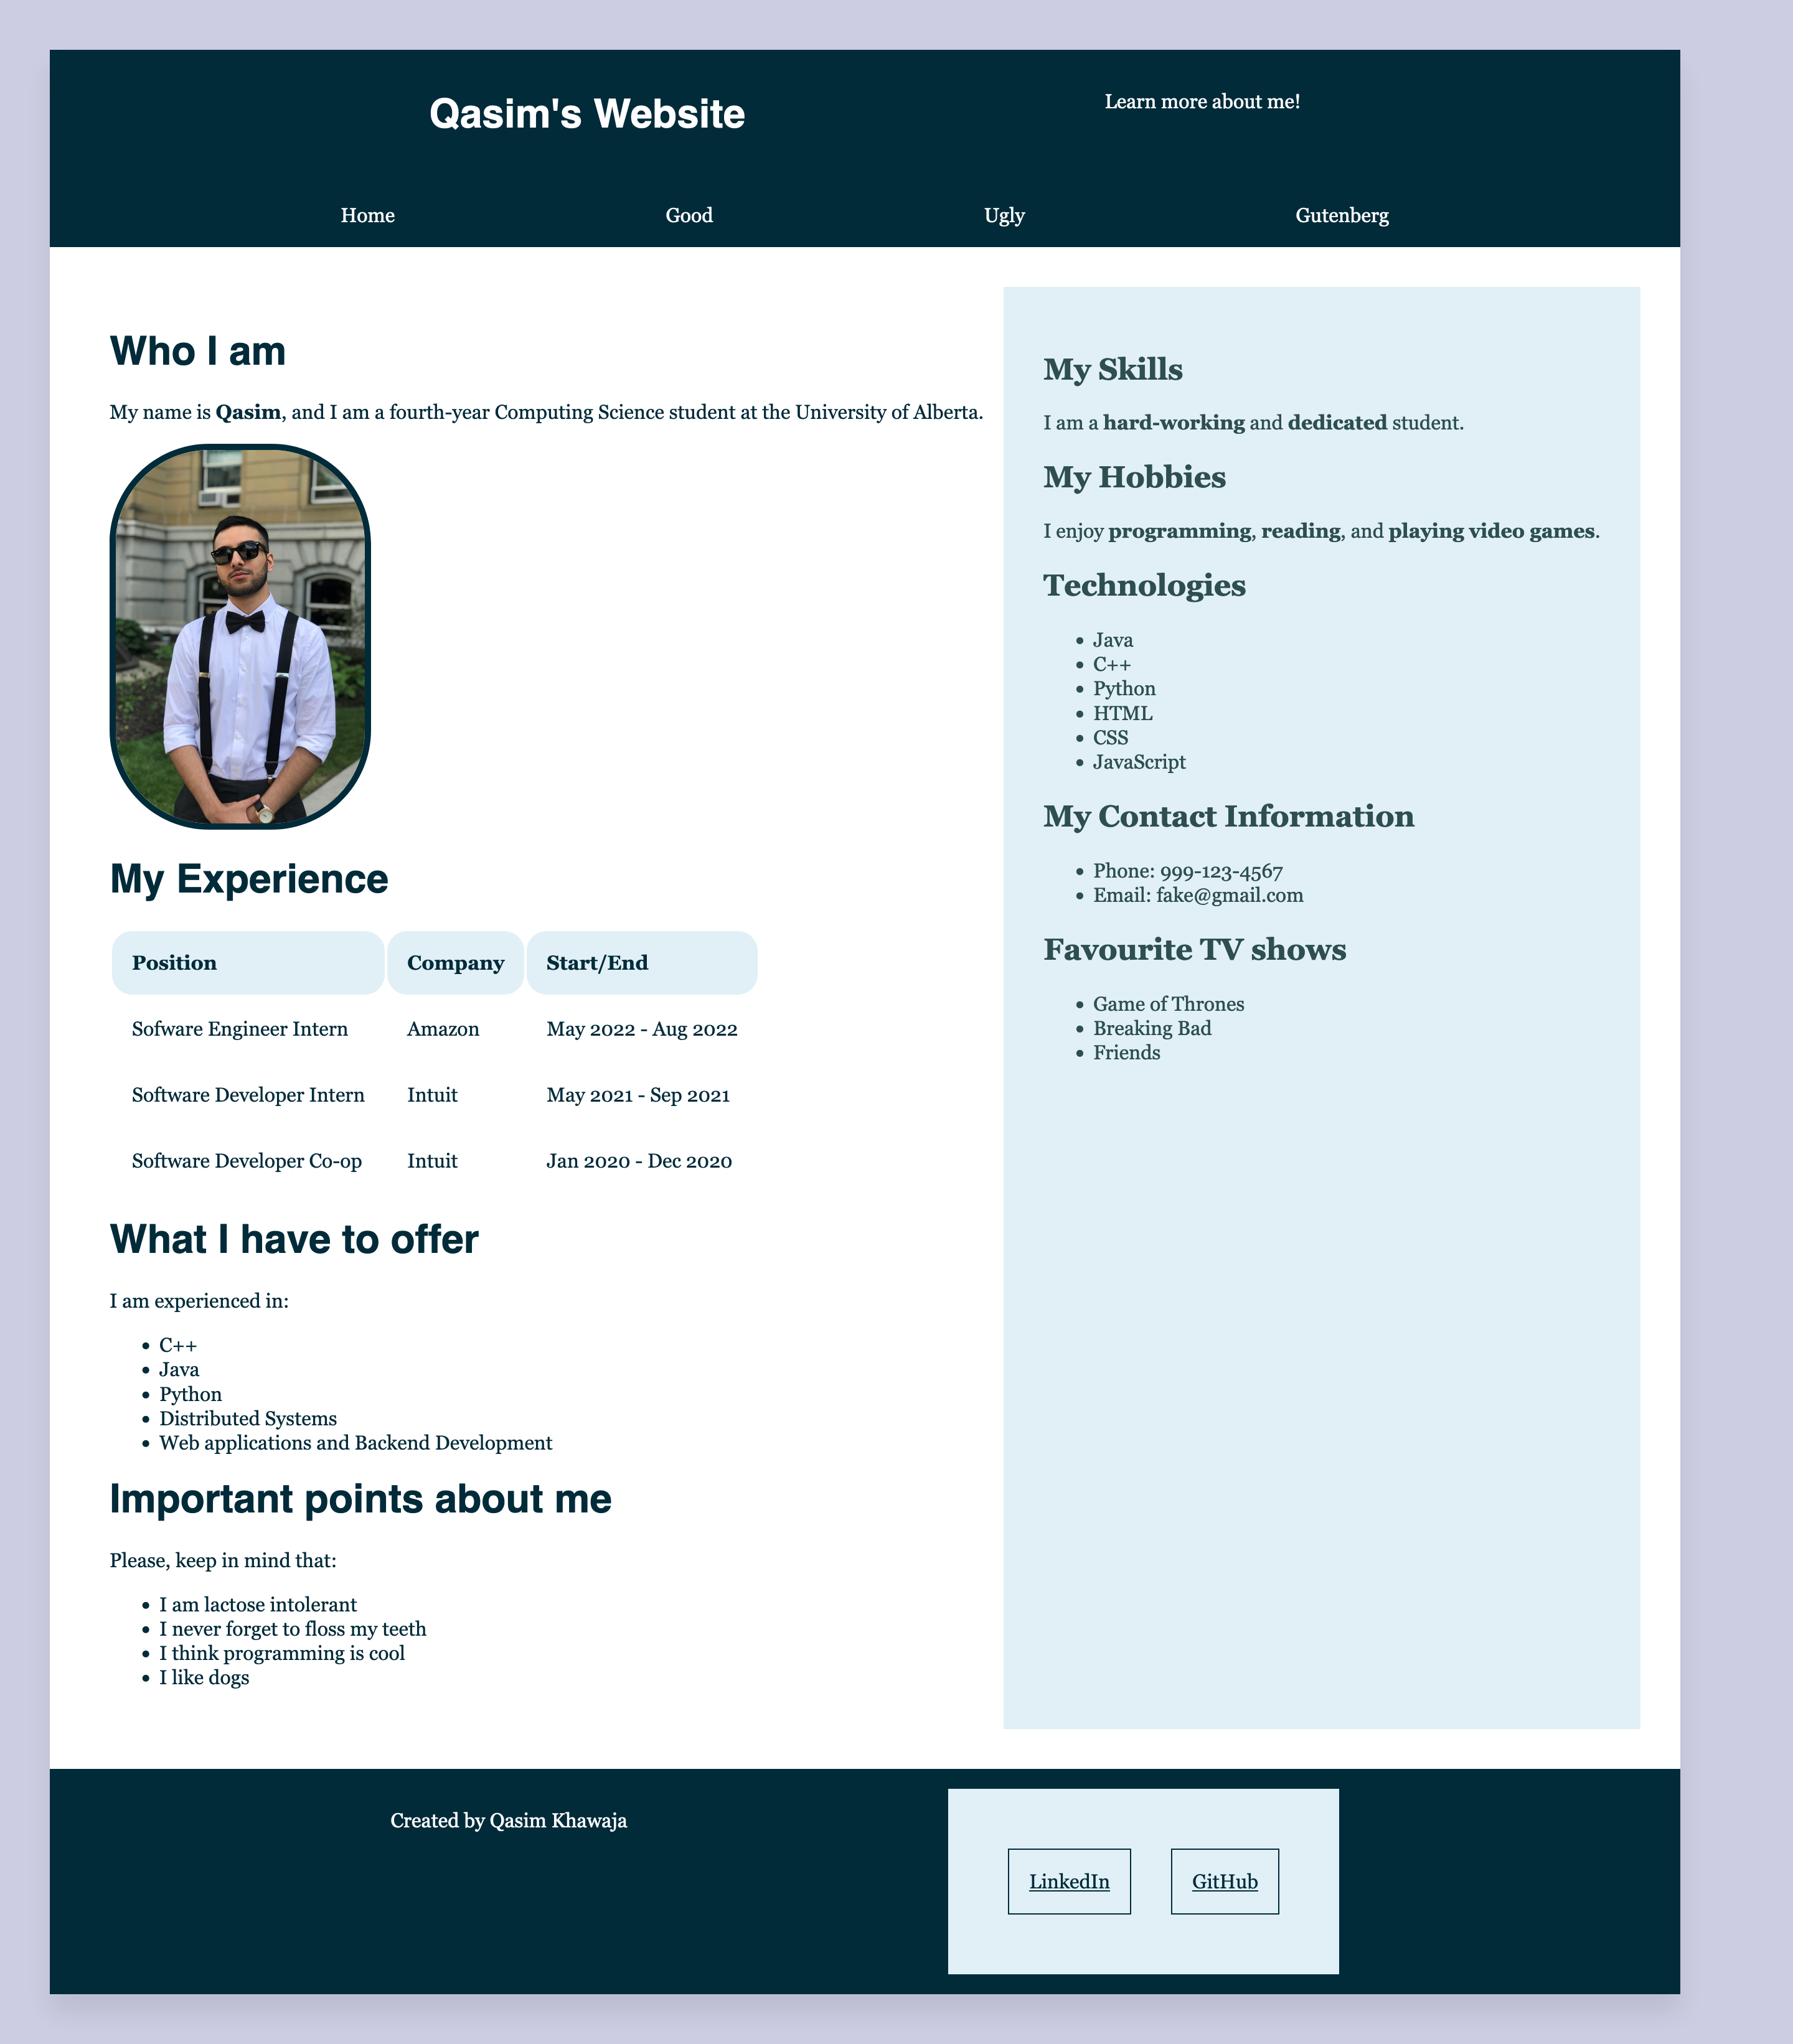 Qasim's Website
Learn more about me!
Home Good Ugly Gutenberg
Who I am
My name is Qasim, and I am a fourth-year Computing Science student at the University of Alberta.
My Experience
Position Company Start/End
Sofware Engineer Intern Amazon May 2022 - Aug 2022
Software Developer Intern Intuit May 2021 - Sep 2021
Software Developer Co-op Intuit Jan 2020 - Dec 2020
What I have to offer
I am experienced in:
• C++
• Java
• Python
• Distributed Systems
• Web applications and Backend Development
Important points about me
Please, keep in mind that:
• I am lactose intolerant
• I never forget to floss my teeth
• I think programming is cool
• I like dogs
My Skills
I am a hard-working and dedicated student.
My Hobbies
I enjoy programming, reading, and playing video games.
Technologies
• Java
• C++
• Python
• HTML
• CSS
• JavaScript
My Contact Information
• Phone: 999-123-4567
• Email: fake@gmail.com
Favourite TV shows
• Game of Thrones
• Breaking Bad
• Friends
Created by Qasim Khawaja
LinkedIn GitHub